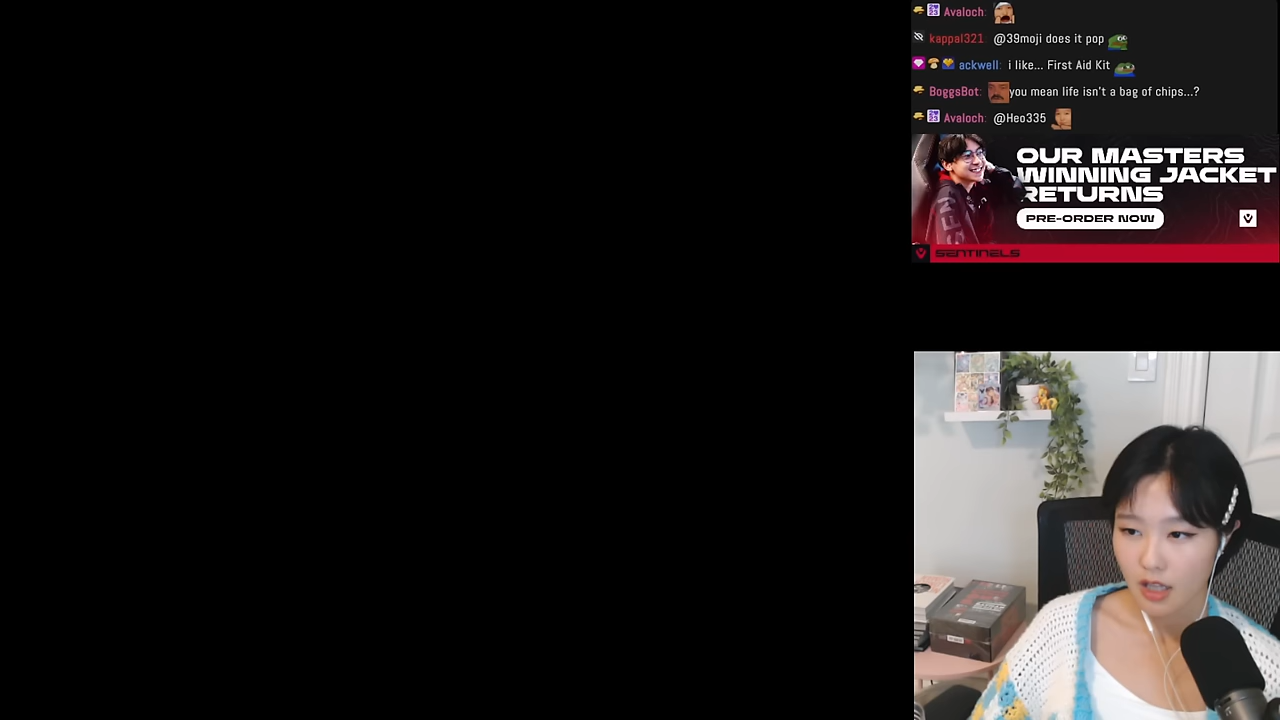 Avaloch:
kappal321: @39moji does it pop
ackwell: i like... First Aid Kit
BoggsBot: you mean life isn't a bag of chips...?
Avaloch: @Heo335
OUR MASTERS
WINNING JACKET
RETURNS
PRE-ORDER NOW
SENTINELS